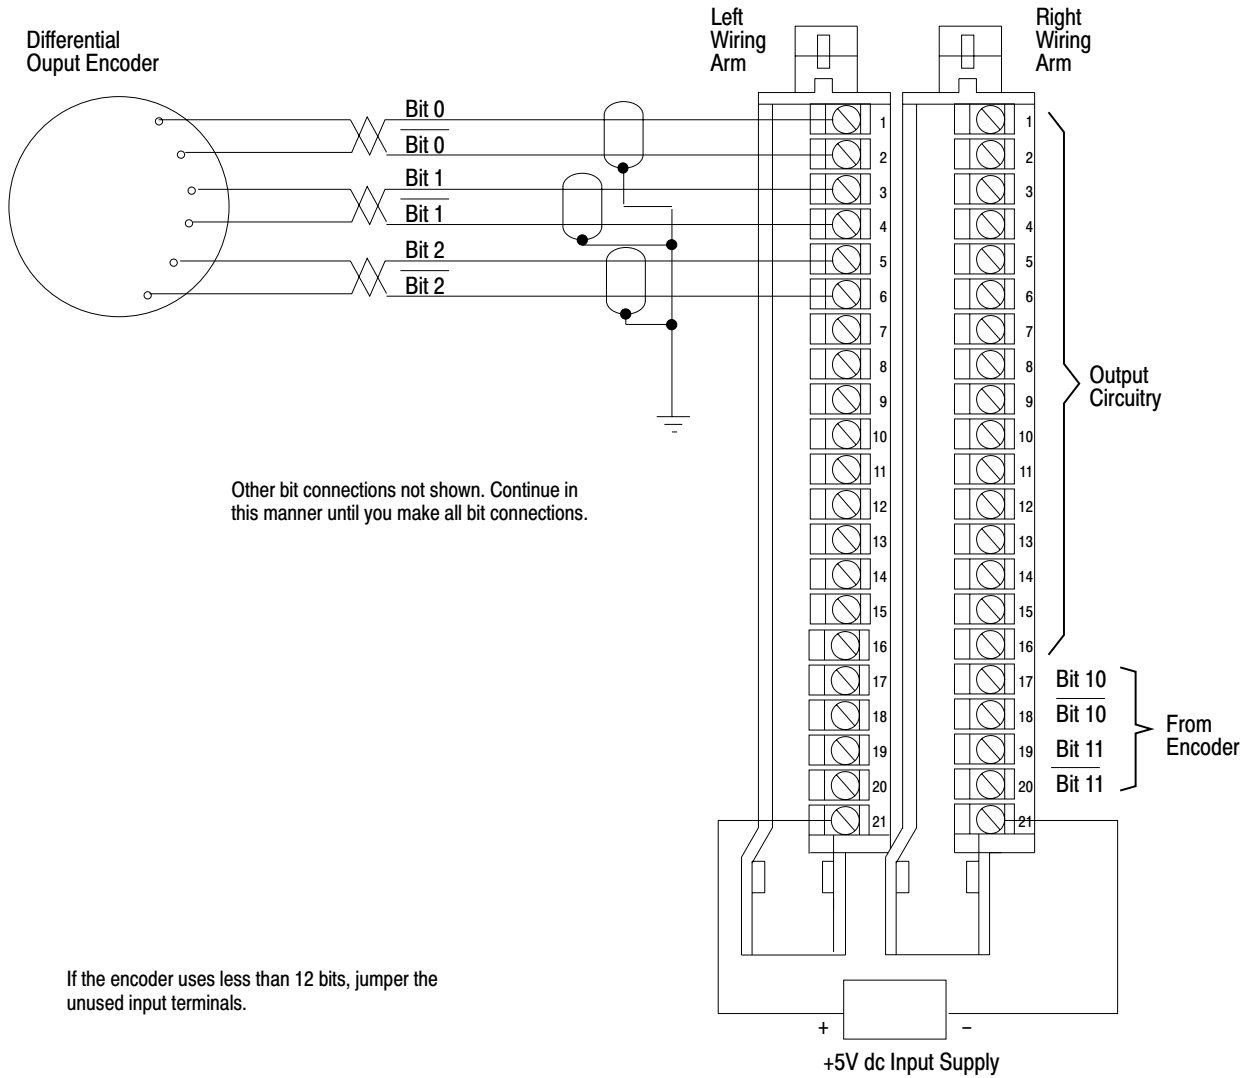 Differential
Ouput Encoder
Left
Wiring
Arm
Right
Wiring
Arm
Bit 0
Bit 0
Bit 1
Bit 1
Bit 2
Bit 2
1
2
3
4
5
6
7
8
9
10
11
12
13
14
15
16
17
18
19
20
21
1
2
3
4
5
6
7
8
9
10
11
12
13
14
15
16
17
18
19
20
21
Output
Circuitry
Bit 10
Bit 10
Bit 11
Bit 11
From
Encoder
Other bit connections not shown. Continue in
this manner until you make all bit connections.
If the encoder uses less than 12 bits, jumper the
unused input terminals.
+ –
+5V dc Input Supply